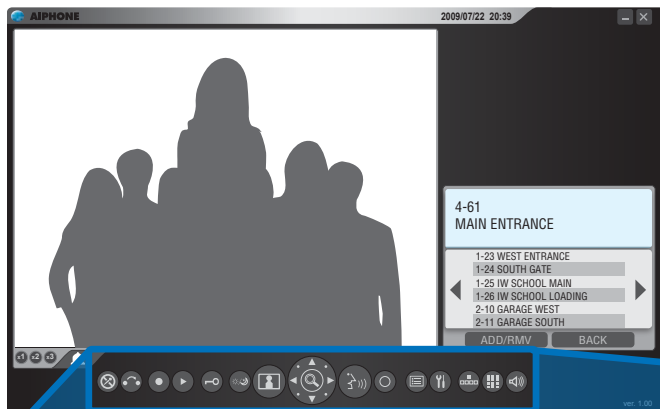 AIPHONE
2009/07/22 20:39
4-61
MAIN ENTRANCE
1-23 WEST ENTRANCE
1-24 SOUTH GATE
1-25 IW SCHOOL MAIN
1-26 IW SCHOOL LOADING
2-10 GARAGE WEST
2-11 GARAGE SOUTH
ADD/RMV BACK
x1 x2 x3
ver. 1.00